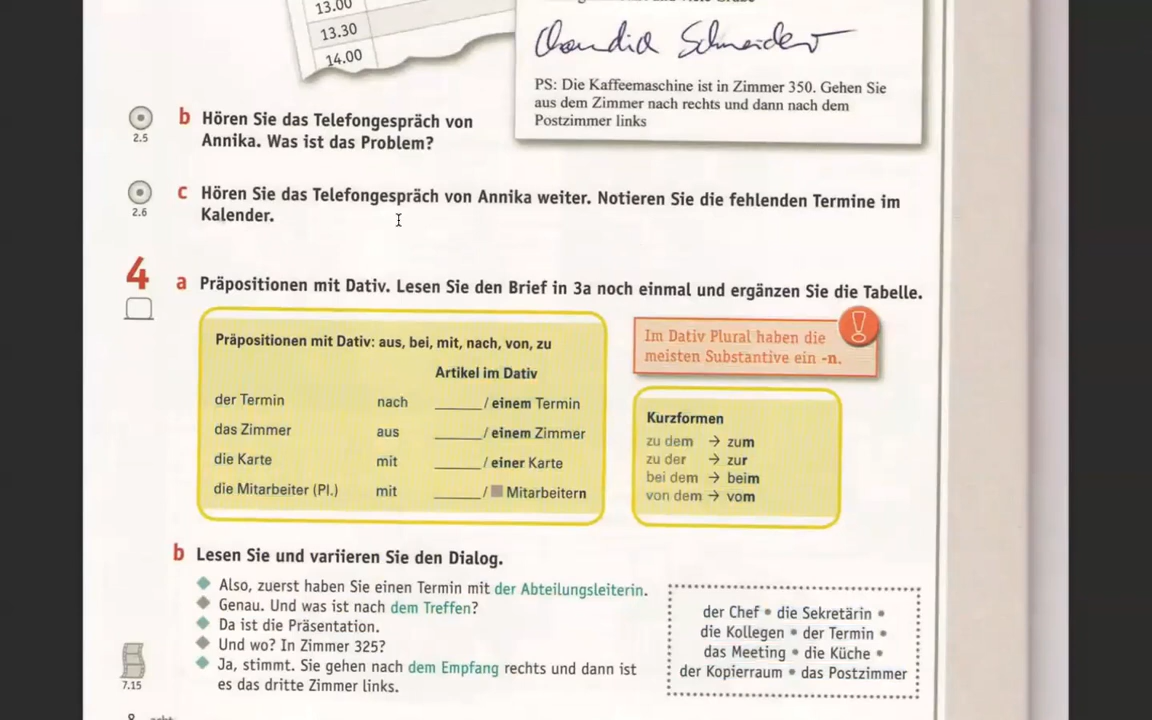 13.00
13.30
14.00
Claudia Schneider
PS: Die Kaffeemaschine ist in Zimmer 350. Gehen Sie
aus dem Zimmer nach rechts und dann nach dem
Postzimmer links
2.5
b Hören Sie das Telefongespräch von
Annika. Was ist das Problem?
2.6
c Hören Sie das Telefongespräch von Annika weiter. Notieren Sie die fehlenden Termine im
Kalender.
4 a Präpositionen mit Dativ. Lesen Sie den Brief in 3a noch einmal und ergänzen Sie die Tabelle.
Präpositionen mit Dativ: aus, bei, mit, nach, von, zu
Artikel im Dativ
der Termin nach ______/ einem Termin
das Zimmer aus ______/ einem Zimmer
die Karte mit ______/ einer Karte
die Mitarbeiter (Pl.) mit ______/ Mitarbeitern
!
Im Dativ Plural haben die
meisten Substantive ein -n.
Kurzformen
zu dem → zum
zu der → zur
bei dem → beim
von dem → vom
b Lesen Sie und variieren Sie den Dialog.
Also, zuerst haben Sie einen Termin mit der Abteilungsleiterin.
Genau. Und was ist nach dem Treffen?
Da ist die Präsentation.
Und wo? In Zimmer 325?
Ja, stimmt. Sie gehen nach dem Empfang rechts und dann ist
es das dritte Zimmer links.
7.15
der Chef • die Sekretärin •
die Kollegen • der Termin •
das Meeting • die Küche •
der Kopierraum • das Postzimmer